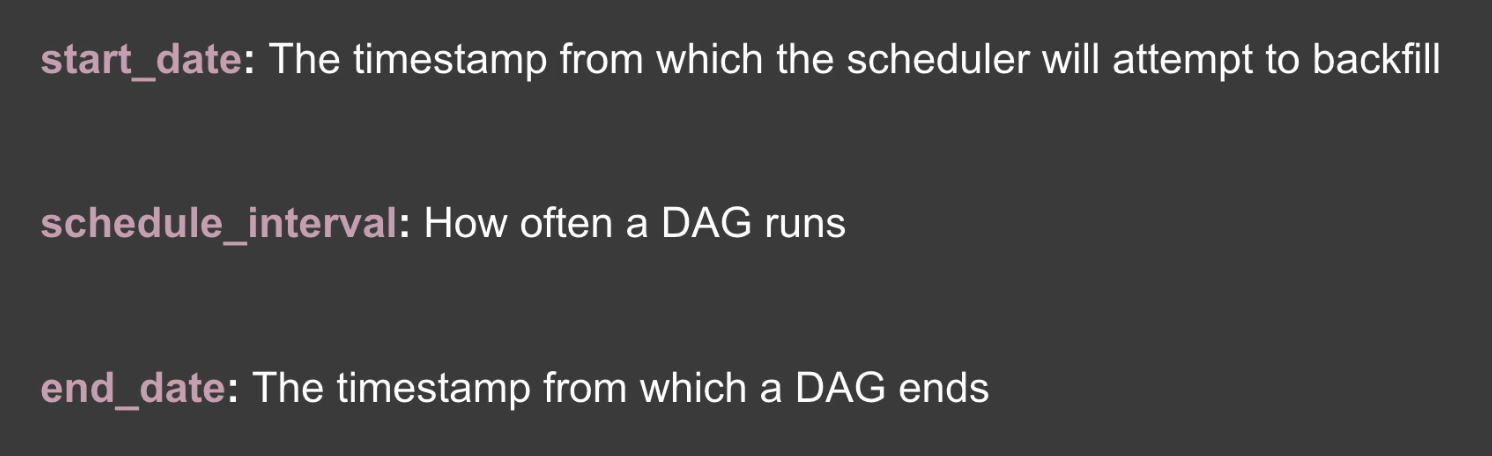 start_date: The timestamp from which the scheduler will attempt to backfill
schedule_interval: How often a DAG runs
end_date: The timestamp from which a DAG ends